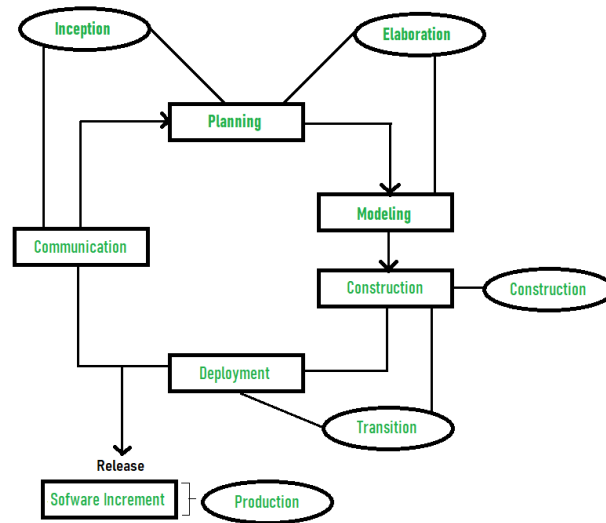 Inception
Elaboration
Planning
Modeling
Communication
Construction
Construction
Deployment
Transition
Release
Sofware Increment
Production